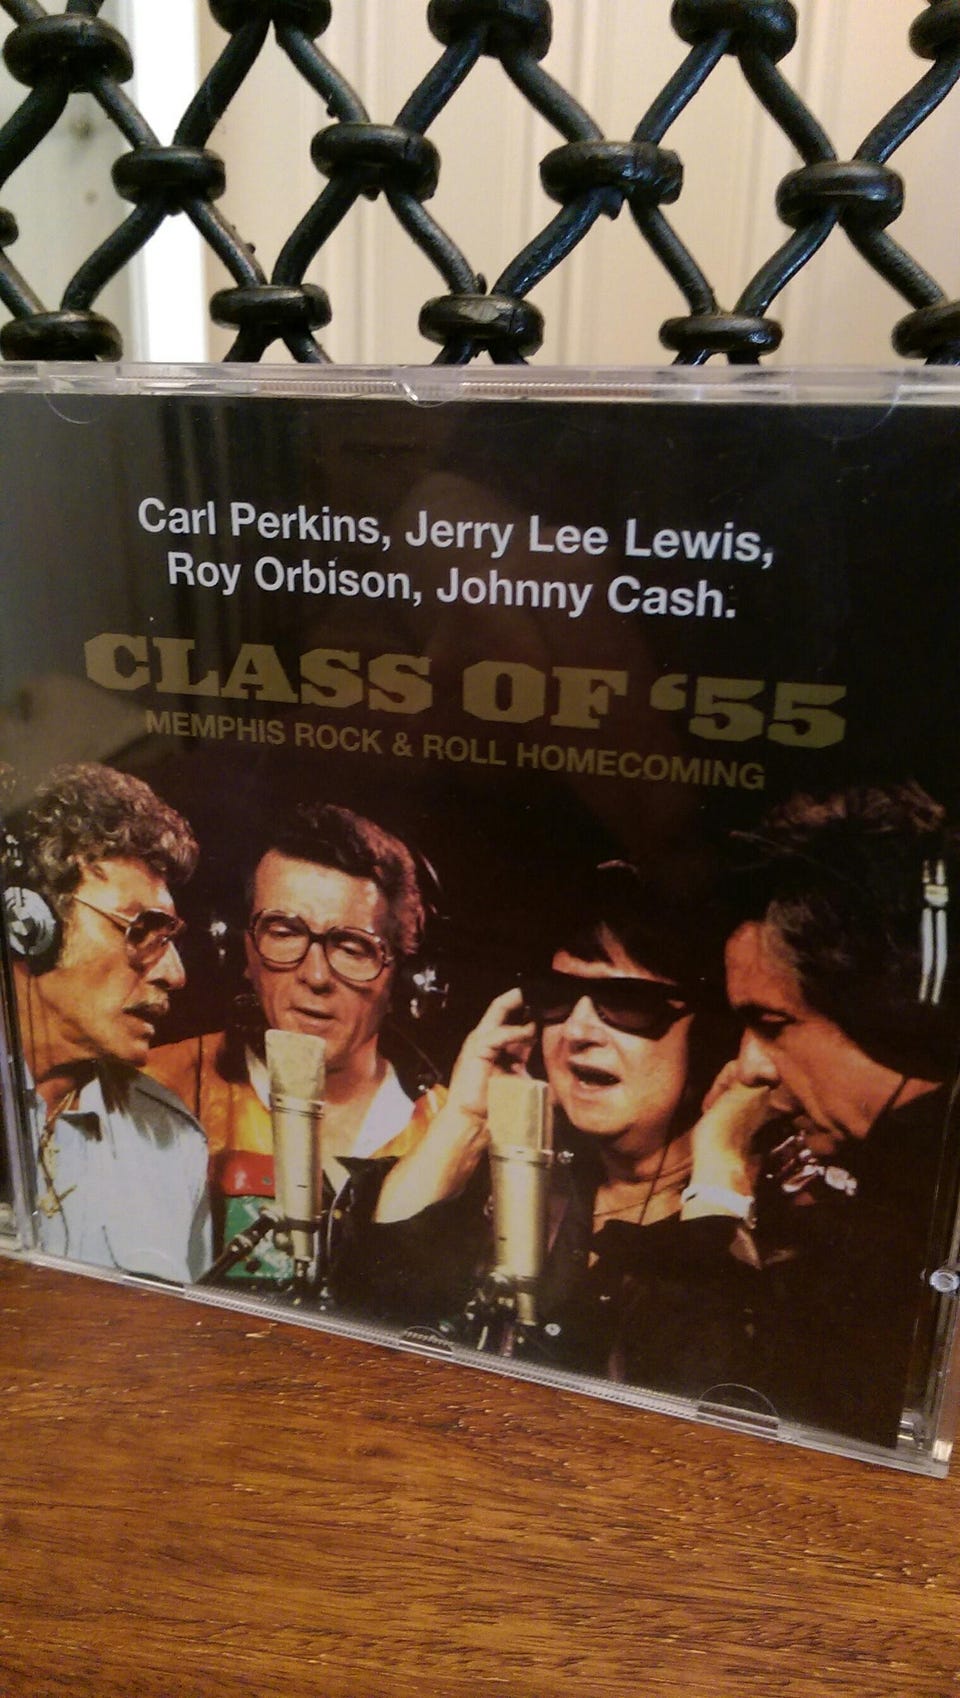 Carl Perkins, Jerry Lee Lewis,
Roy Orbison, Johnny Cash.
CLASS OF ‘55
MEMPHIS ROCK & ROLL HOMECOMING